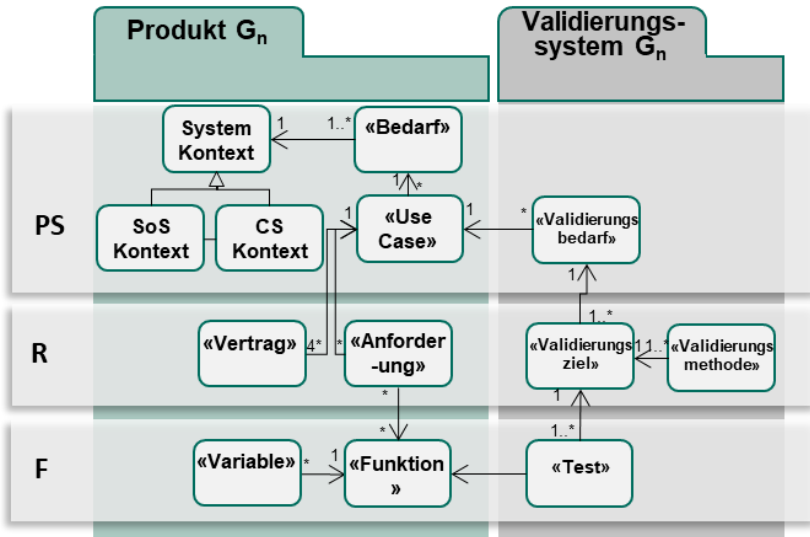 Produkt Gn
Validierungs-
system Gn
PS
System
Kontext
1
1..*
«Bedarf»
1
*
SoS
Kontext
CS
Kontext
1
«Use
Case»
1
*
«Validierungs
bedarf»
1
1..*
R
«Vertrag»
4*
*
«Anforder
-ung»
«Validierungs
ziel»
1
1..*
«Validierungs
methode»
*
*
1
1..*
F
«Variable»
*
1
«Funktion
»
«Test»